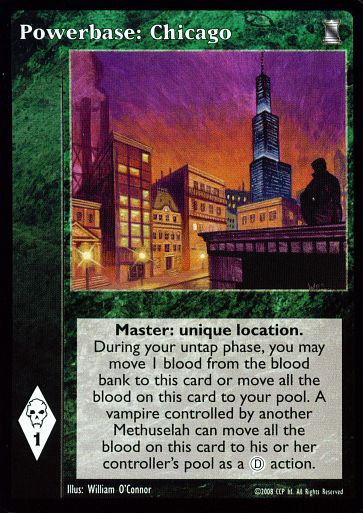 Powerbase: Chicago
Master: unique location.
During your untap phase, you may
move 1 blood from the blood
bank to this card or move all the
blood on this card to your pool. A
vampire controlled by another
Methuselah can move all the
blood on this card to his or her
controller's pool as a Ⓓ action.
1
Illus: William O'Connor
©2008 CCP hf. All Rights Reserved